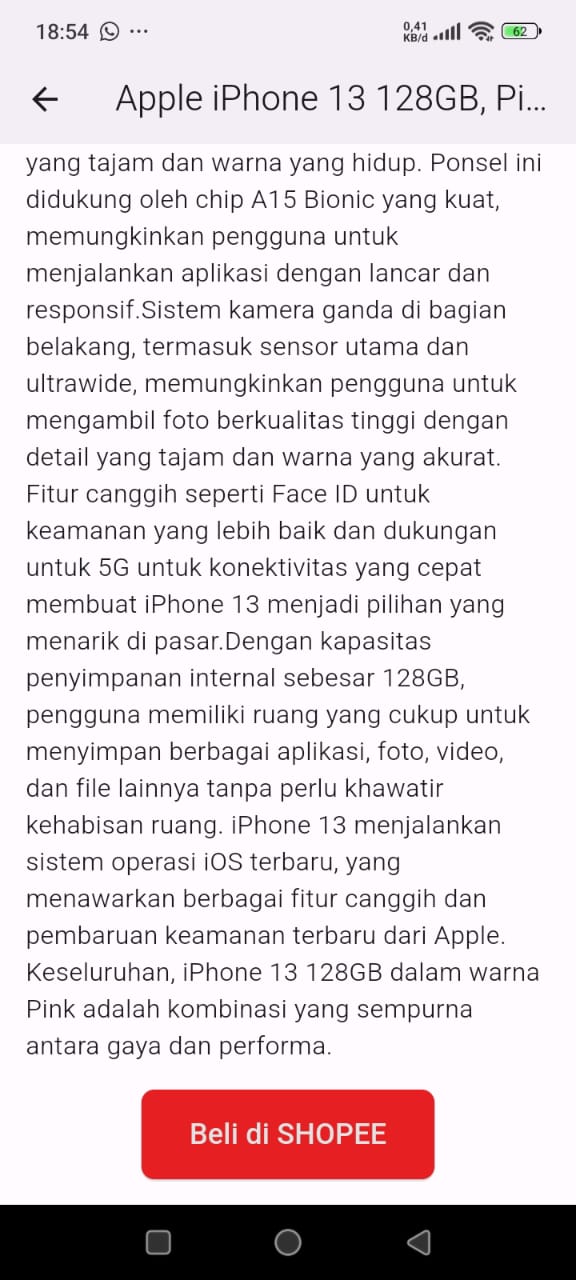 18:54 ...
0,41
KB/d
62
Apple iPhone 13 128GB, Pi...
yang tajam dan warna yang hidup. Ponsel ini
didukung oleh chip A15 Bionic yang kuat,
memungkinkan pengguna untuk
menjalankan aplikasi dengan lancar dan
responsif.Sistem kamera ganda di bagian
belakang, termasuk sensor utama dan
ultrawide, memungkinkan pengguna untuk
mengambil foto berkualitas tinggi dengan
detail yang tajam dan warna yang akurat.
Fitur canggih seperti Face ID untuk
keamanan yang lebih baik dan dukungan
untuk 5G untuk konektivitas yang cepat
membuat iPhone 13 menjadi pilihan yang
menarik di pasar.Dengan kapasitas
penyimpanan internal sebesar 128GB,
pengguna memiliki ruang yang cukup untuk
menyimpan berbagai aplikasi, foto, video,
dan file lainnya tanpa perlu khawatir
kehabisan ruang. iPhone 13 menjalankan
sistem operasi iOS terbaru, yang
menawarkan berbagai fitur canggih dan
pembaruan keamanan terbaru dari Apple.
Keseluruhan, iPhone 13 128GB dalam warna
Pink adalah kombinasi yang sempurna
antara gaya dan performa.
Beli di SHOPEE